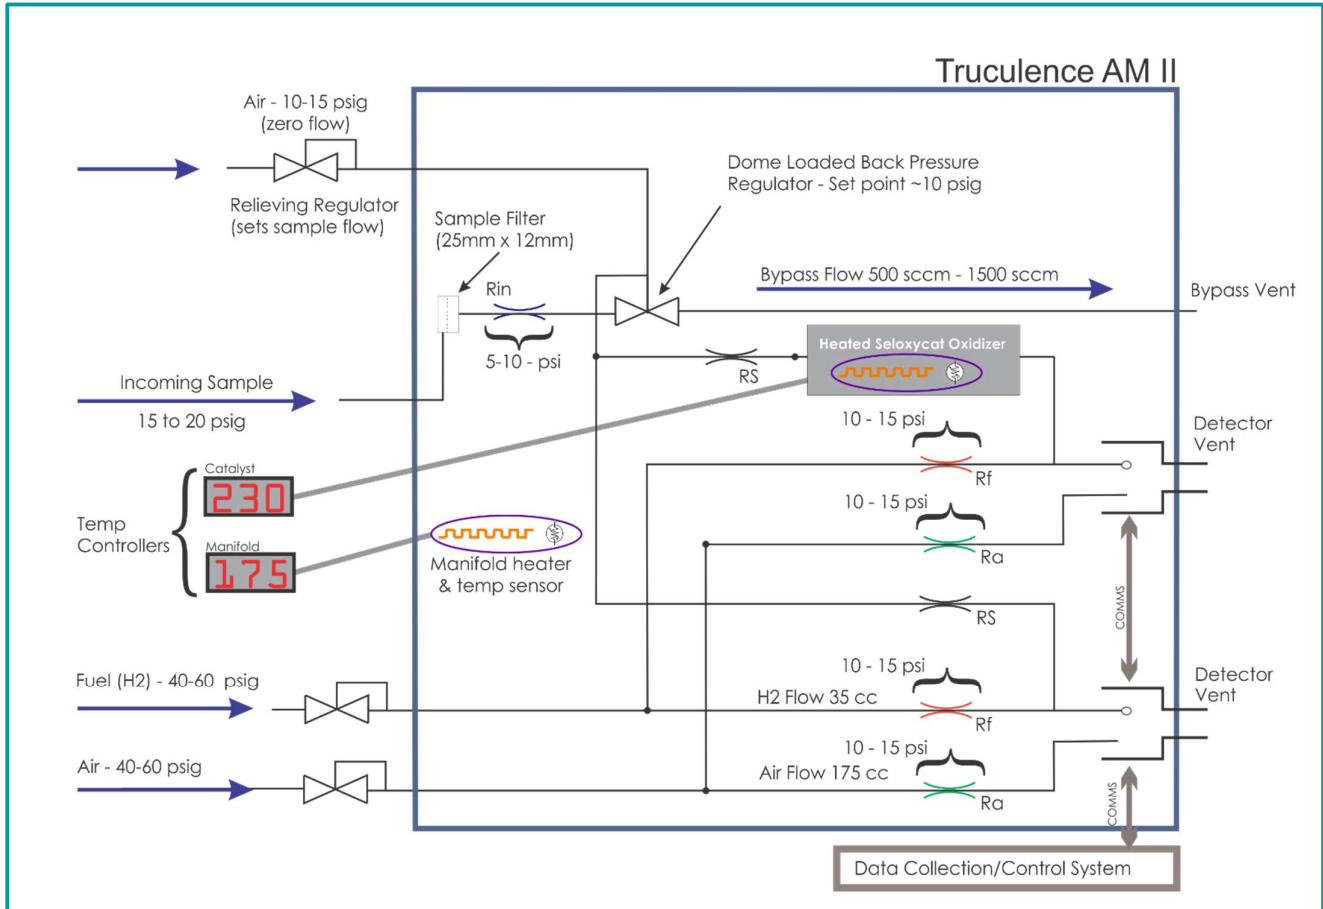 Truculence AM II
Air - 10-15 psig
(zero flow)
Relieving Regulator
(sets sample flow)
Dome Loaded Back Pressure
Regulator - Set point ~10 psig
Sample Filter
(25mm x 12mm)
Rin
5-10 - psi
Bypass Flow 500 sccm - 1500 sccm
Bypass Vent
Heated Seloxycat Oxidizer
RS
Incoming Sample
15 to 20 psig
10 - 15 psi
Rf
Detector
Vent
Temp
Controllers
Catalyst
230
Manifold
175
Manifold heater
& temp sensor
10 - 15 psi
Ra
COMMS
RS
Fuel (H2) - 40-60 psig
10 - 15 psi
H2 Flow 35 cc
Rf
Detector
Vent
Air - 40-60 psig
10 - 15 psi
Air Flow 175 cc
Ra
COMMS
Data Collection/Control System